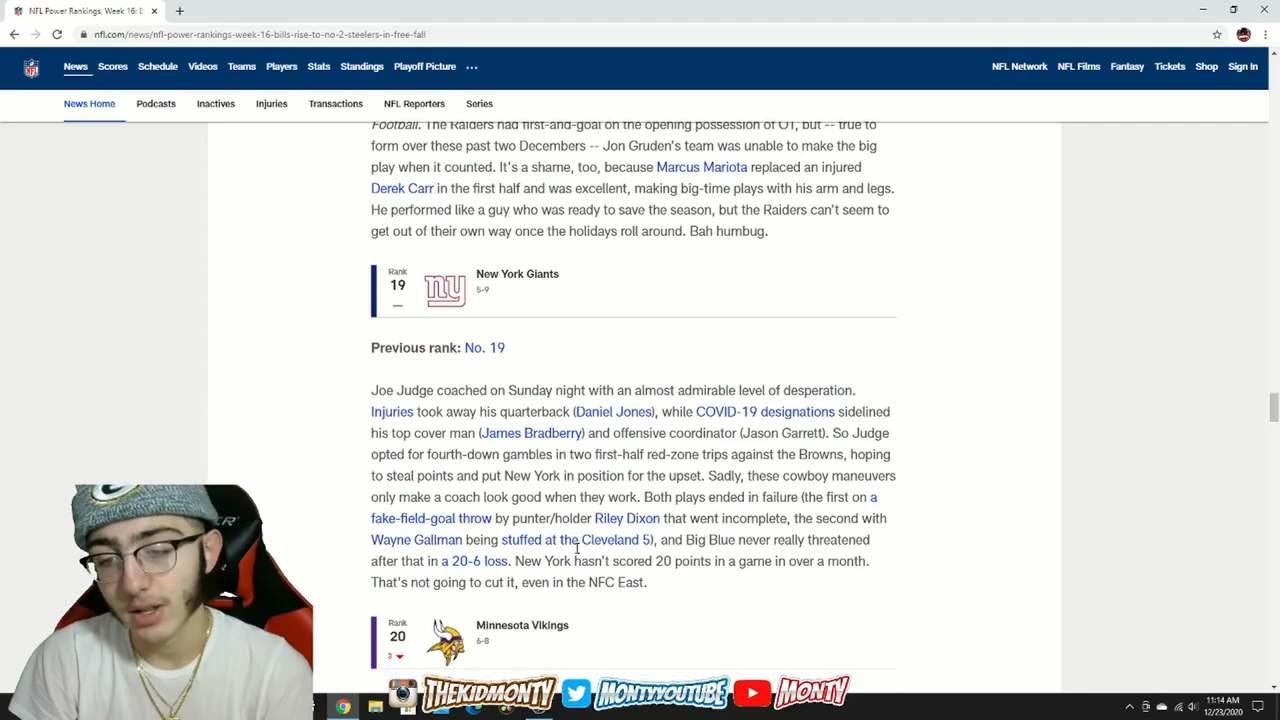 NFL Power Rankings, Week 16: B
nfl.com/news/nfl-power-rankings-week-16-bills-rise-to-no-2-steelers-in-free-fall
News Scores Schedule Videos Teams Players Stats Standings Playoff Picture ... NFL Network NFL Films Fantasy Tickets Shop Sign In
News Home Podcasts Inactives Injuries Transactions NFL Reporters Series
Football. The Raiders had first-and-goal on the opening possession of OT, but -- true to
form over these past two Decembers -- Jon Gruden's team was unable to make the big
play when it counted. It's a shame, too, because Marcus Mariota replaced an injured
Derek Carr in the first half and was excellent, making big-time plays with his arm and legs.
He performed like a guy who was ready to save the season, but the Raiders can't seem to
get out of their own way once the holidays roll around. Bah humbug.
Rank
19
ny
New York Giants
5-9
Previous rank: No. 19
Joe Judge coached on Sunday night with an almost admirable level of desperation.
Injuries took away his quarterback (Daniel Jones), while COVID-19 designations sidelined
his top cover man (James Bradberry) and offensive coordinator (Jason Garrett). So Judge
opted for fourth-down gambles in two first-half red-zone trips against the Browns, hoping
to steal points and put New York in position for the upset. Sadly, these cowboy maneuvers
only make a coach look good when they work. Both plays ended in failure (the first on a
fake-field-goal throw by punter/holder Riley Dixon that went incomplete, the second with
Wayne Gallman being stuffed at the Cleveland 5), and Big Blue never really threatened
after that in a 20-6 loss. New York hasn't scored 20 points in a game in over a month.
That's not going to cut it, even in the NFC East.
Rank
20
3
Minnesota Vikings
6-8
THEKIDMONTY MONTYYOUTUBE MONTY
11:14 AM
12/23/2020